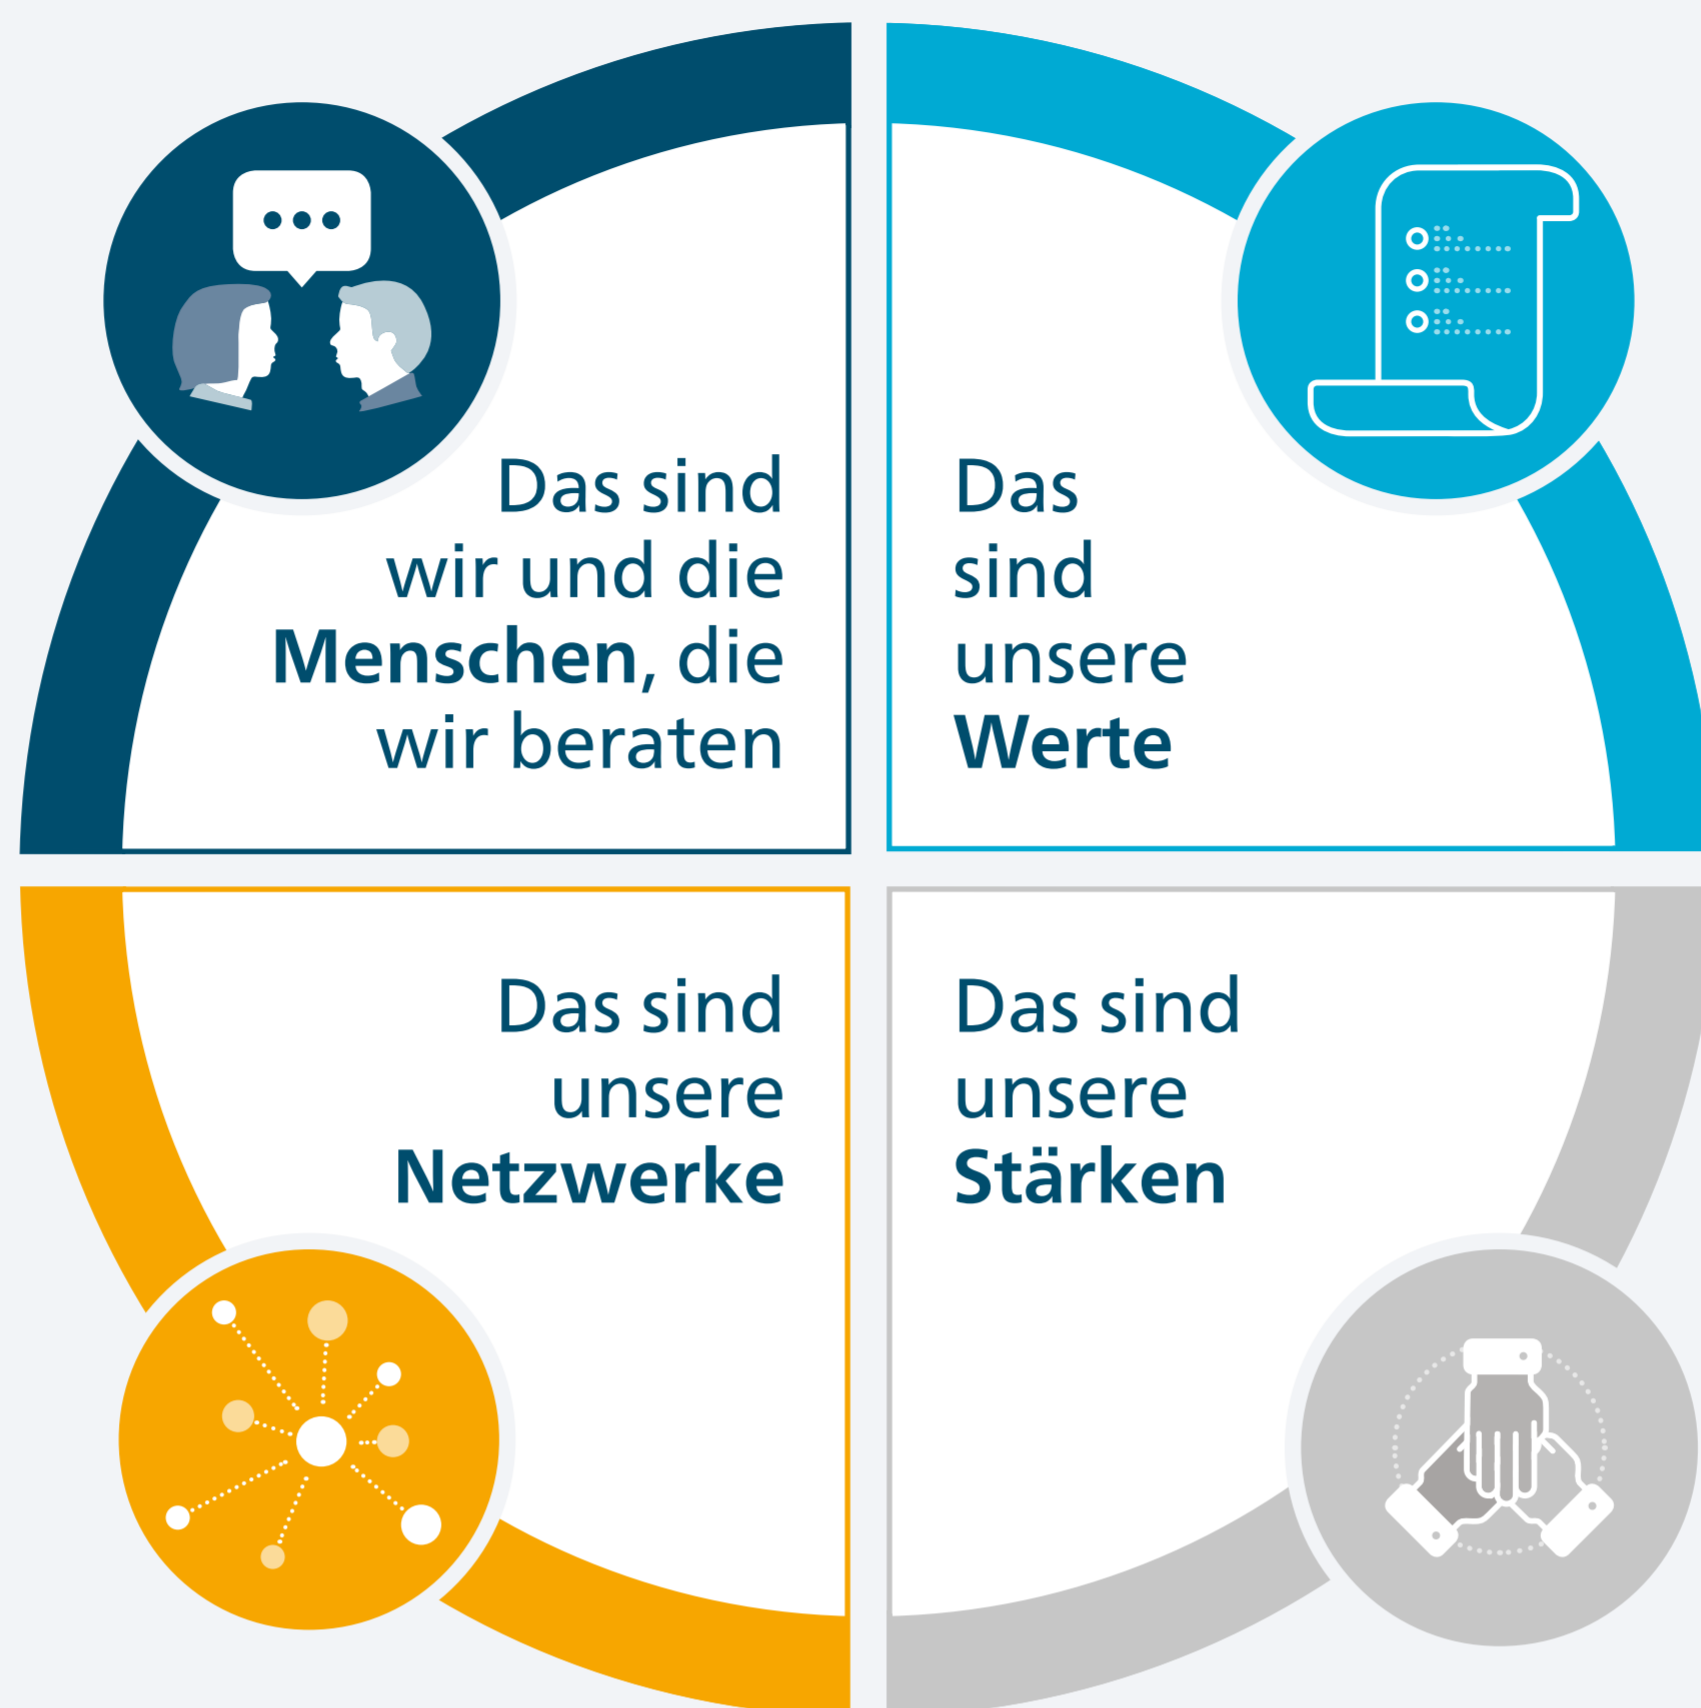 Das sind
wir und die
Menschen, die
wir beraten
Das
sind
unsere
Werte
Das sind
unsere
Netzwerke
Das sind
unsere
Stärken